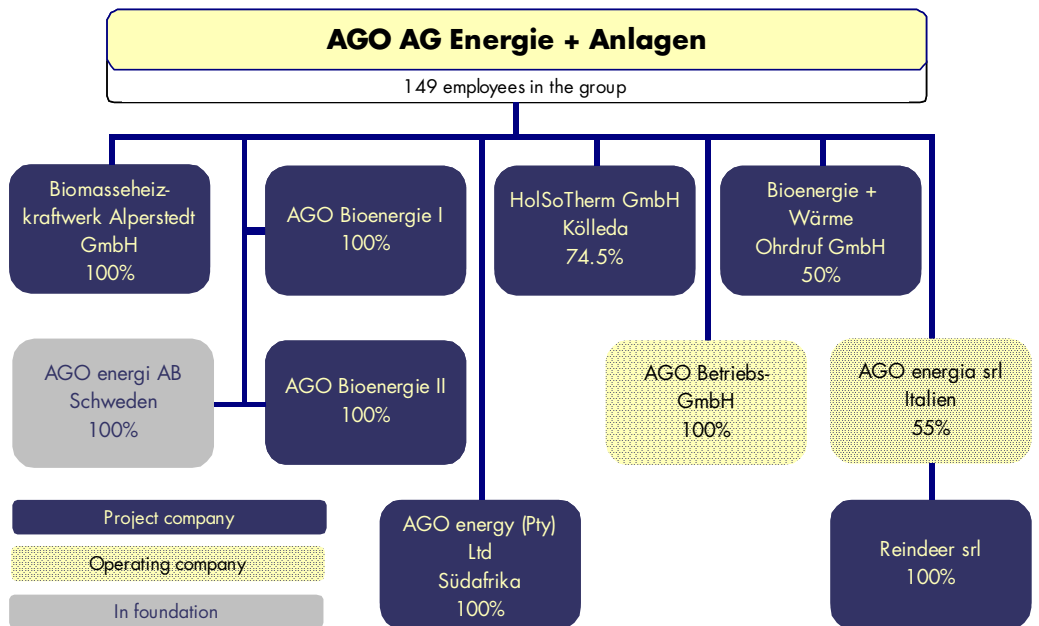 AGO AG Energie + Anlagen
149 employees in the group
Biomasseheiz-
kraftwerk Alperstedt
GmbH
100%
AGO Bioenergie I
100%
HolSoTherm GmbH
Kölleda
74.5%
Bioenergie +
Wärme
Ohrdruf GmbH
50%
AGO energi AB
Schweden
100%
AGO Bioenergie II
100%
AGO Betriebs-
GmbH
100%
AGO energia srl
Italien
55%
Project company
Operating company
In foundation
AGO energy (Pty)
Ltd
Südafrika
100%
Reindeer srl
100%